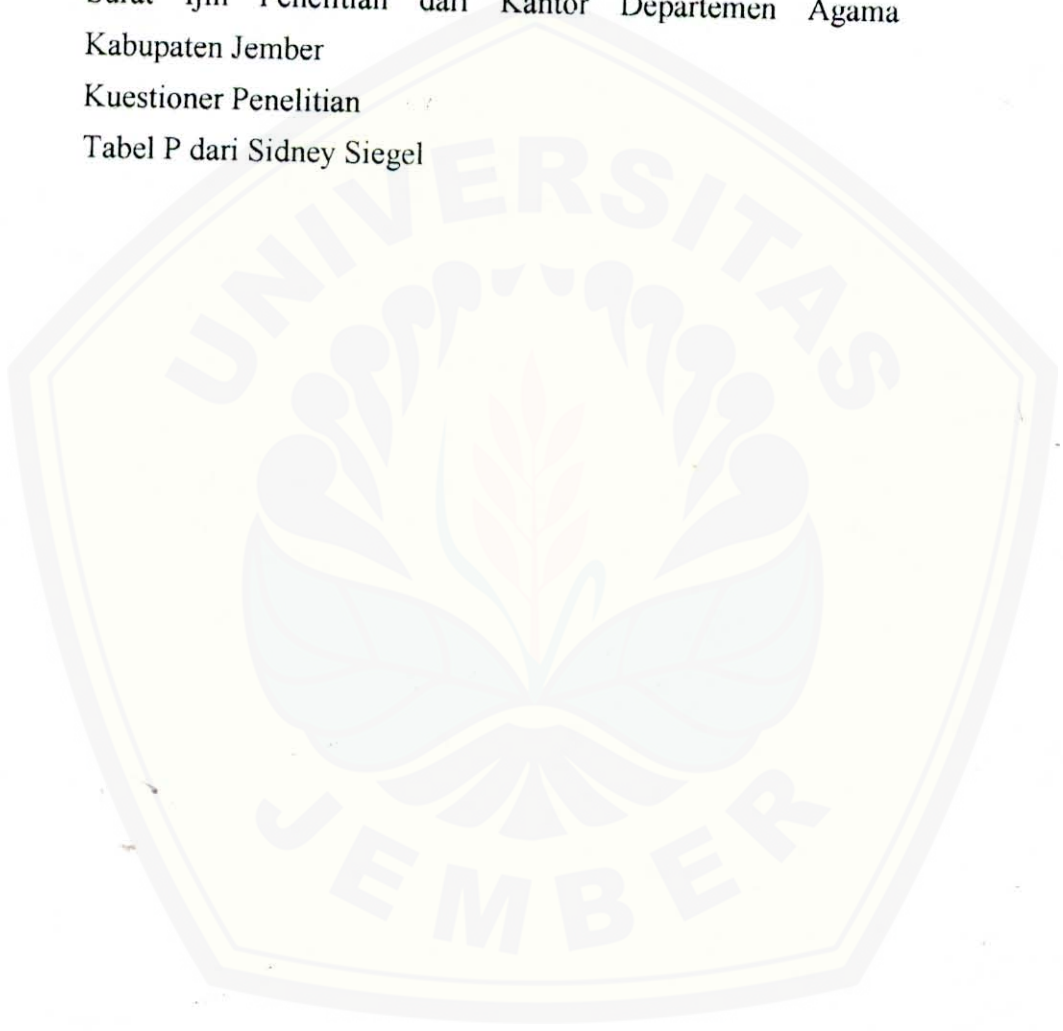 Surat Ijin Penelitian dari Kantor Departemen Agama
Kabupaten Jember
Kuestioner Penelitian
Tabel P dari Sidney Siegel
UNIVERSITAS
JEMBER